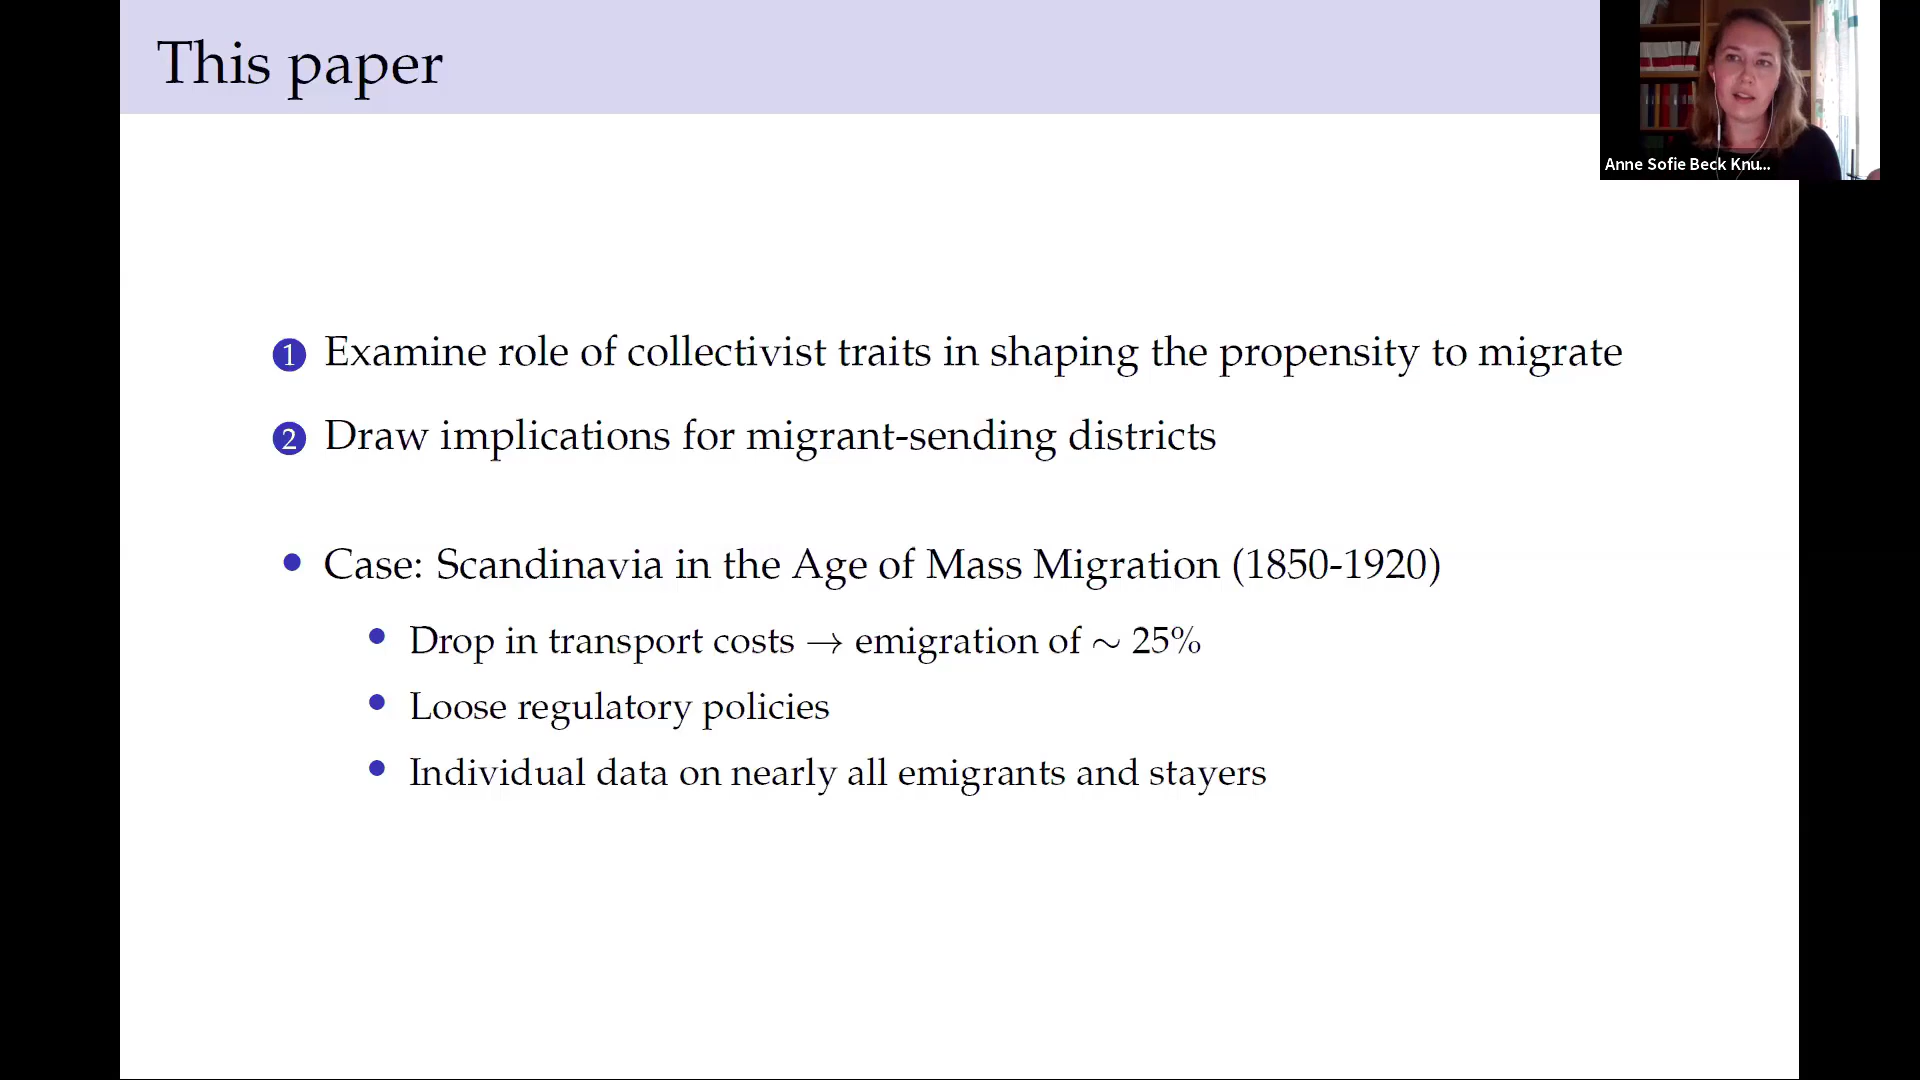 This paper
Anne Sofie Beck Knu...
1 Examine role of collectivist traits in shaping the propensity to migrate
2 Draw implications for migrant-sending districts
• Case: Scandinavia in the Age of Mass Migration (1850-1920)
• Drop in transport costs → emigration of ∼ 25%
• Loose regulatory policies
• Individual data on nearly all emigrants and stayers